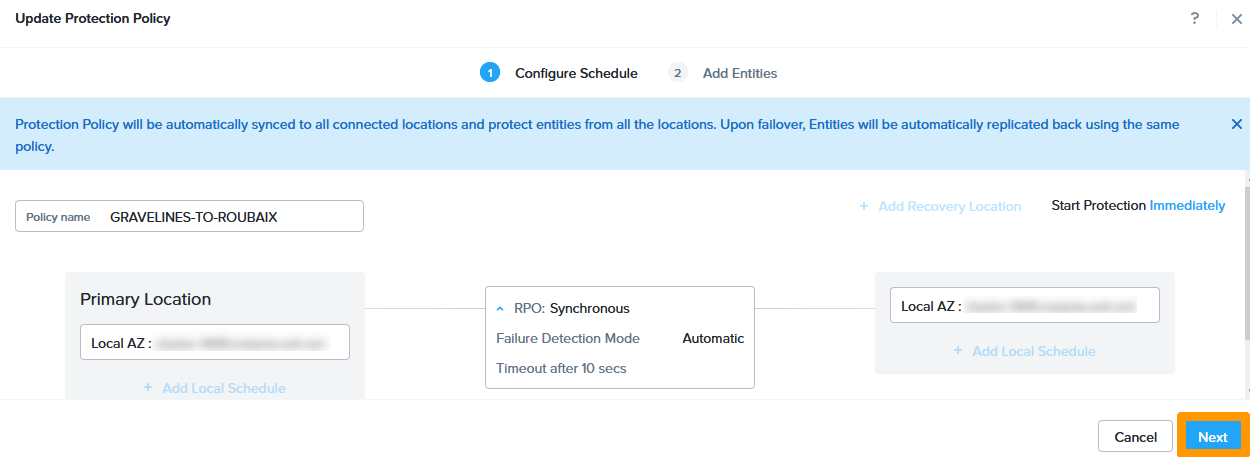 Update Protection Policy
?
1 Configure Schedule 2 Add Entities
Protection Policy will be automatically synced to all connected locations and protect entities from all the locations. Upon failover, Entities will be automatically replicated back using the same
policy.
Policy name GRAVELINES-TO-ROUBAIX
+ Add Recovery Location Start Protection Immediately
Primary Location
Local AZ :
+ Add Local Schedule
RPO: Synchronous
Failure Detection Mode Automatic
Timeout after 10 secs
Local AZ :
+ Add Local Schedule
Cancel Next